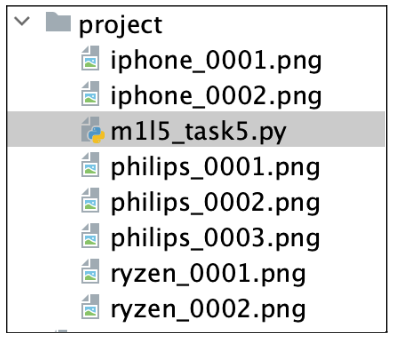 project
iphone_0001.png
iphone_0002.png
m1l5_task5.py
philips_0001.png
philips_0002.png
philips_0003.png
ryzen_0001.png
ryzen_0002.png